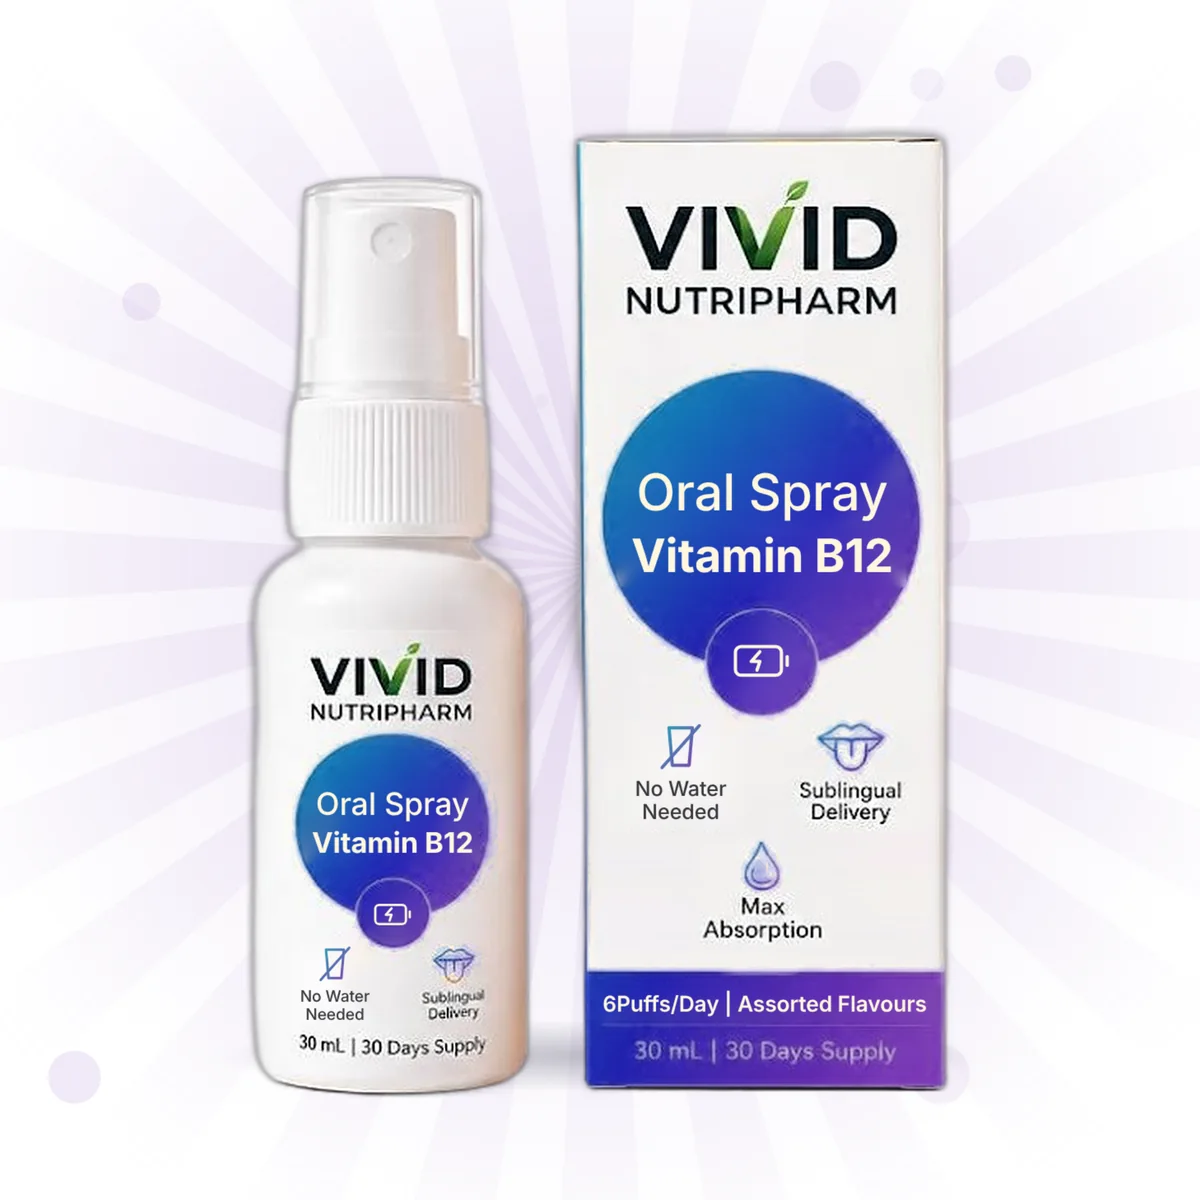 VIVID
NUTRIPHARM
Oral Spray
Vitamin B12
No Water
Needed
Sublingual
Delivery
30 mL | 30 Days Supply
VIVID
NUTRIPHARM
Oral Spray
Vitamin B12
No Water
Needed
Sublingual
Delivery
Max
Absorption
6Puffs/Day | Assorted Flavours
30 mL | 30 Days Supply